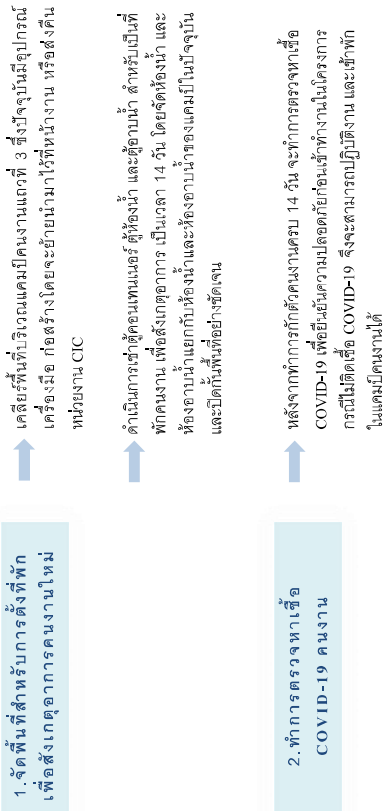 1.จัดพื้นที่สำหรับการตั้งที่พัก
เพื่อสังเกตุอาการคนงานใหม่
เคลียร์พื้นที่บริเวณแคมป์คนงานแถวที่ 3 ซึ่งปัจจุบันมีอุปกรณ์
เครื่องมือ ก่อสร้างโดยจะย้ายนำมาไว้ที่หน้างาน หรือส่งคืน
หน่วยงาน CIC
ดำเนินการเช่าตู้คอนเทนเนอร์ ตู้ห้องน้ำ และตู้อาบน้ำ สำหรับเป็นที่
พักคนงาน เพื่อสังเกตุอาการ เป็นเวลา 14 วัน โดยจัดห้องน้ำ และ
ห้องอาบน้ำแยกกับห้องน้ำและห้องอาบน้ำของแคมป์ในปัจจุบัน
และปิดกั้นพื้นที่อย่างชัดเจน
2.ทำการตรวจหาเชื้อ
COVID-19 คนงาน
หลังจากทำการกักตัวคนงานครบ 14 วัน จะทำการตรวจหาเชื้อ
COVID-19 เพื่อยืนยันความปลอดภัยก่อนเข้าทำงานในโครงการ
กรณีไม่ติดเชื้อ COVID-19 จึงจะสามารถปฏิบัติงาน และเข้าพัก
ในแคมป์คนงานได้